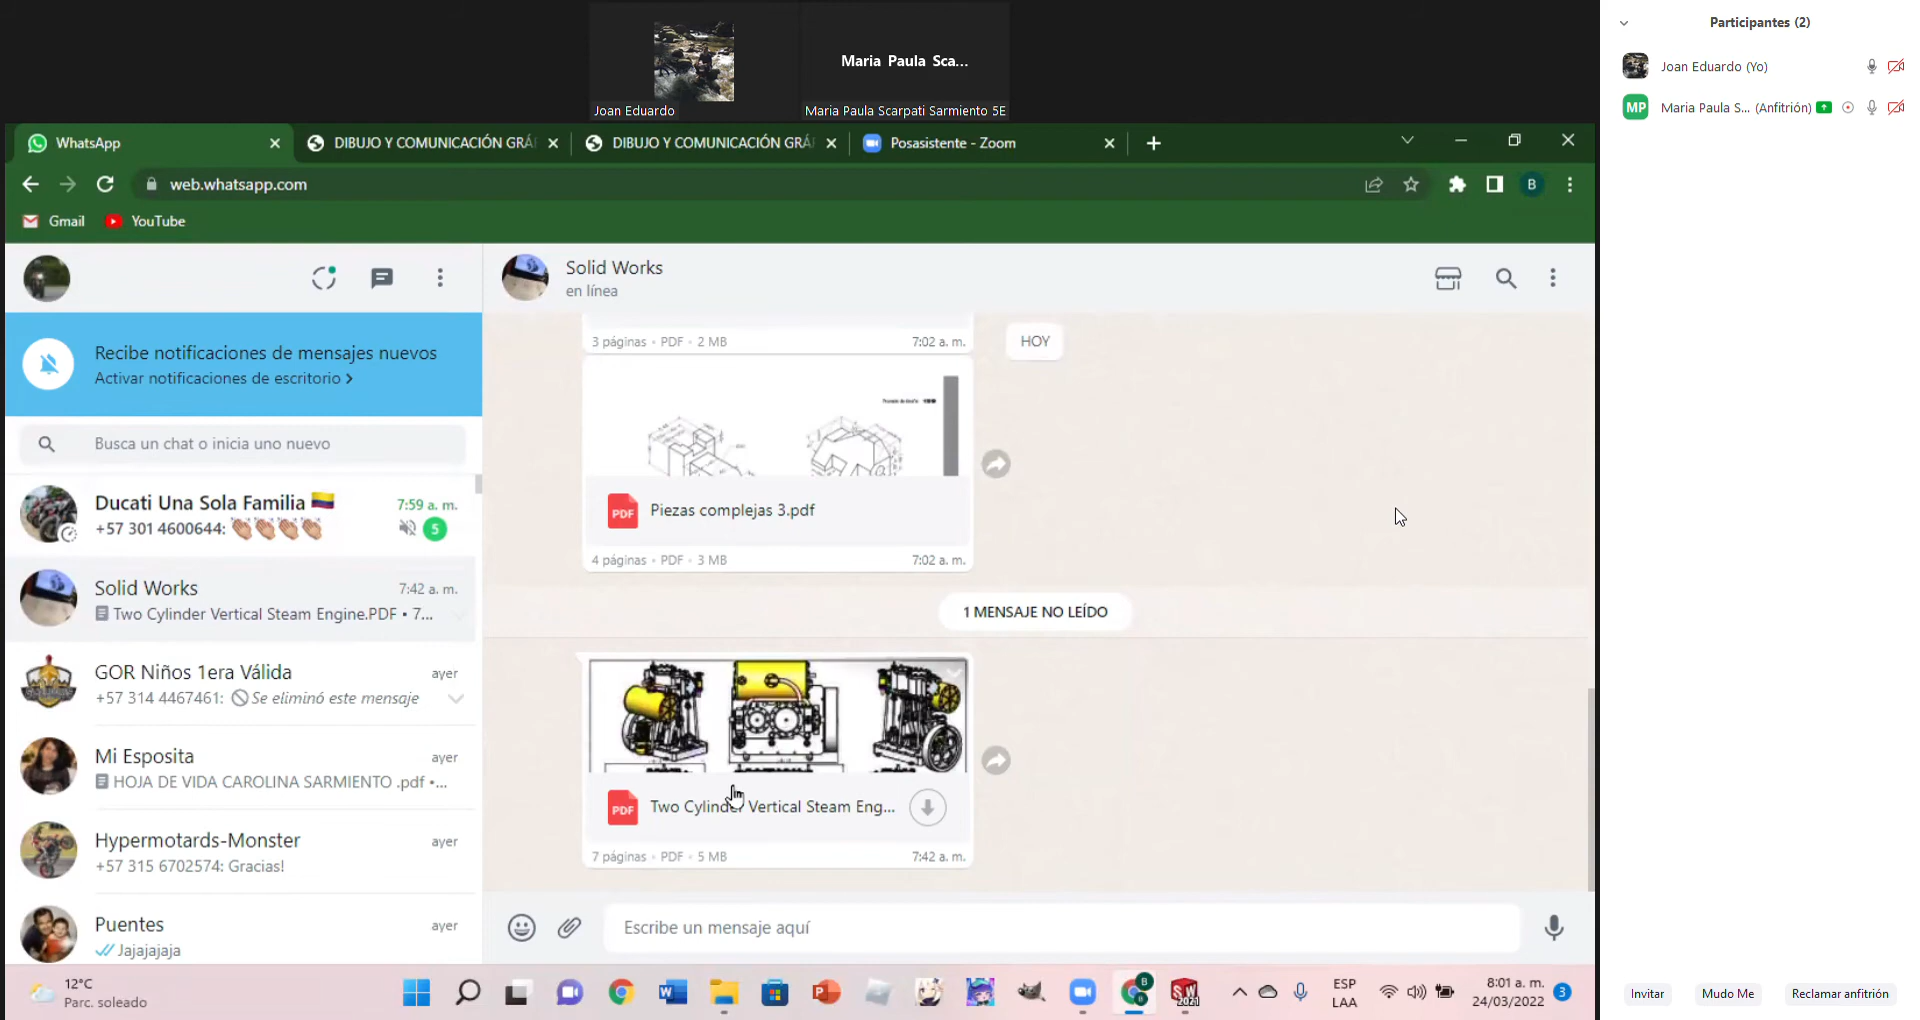 Maria Paula Sca...
Joan Eduardo
Maria Paula Scarpati Sarmiento 5E
WhatsApp
DIBUJO Y COMUNICACIÓN GRÁF
DIBUJO Y COMUNICACIÓN GRÁF
Posasistente - Zoom
web.whatsapp.com
B
Gmail
YouTube
Solid Works
en línea
Recibe notificaciones de mensajes nuevos
Activar notificaciones de escritorio
Busca un chat o inicia uno nuevo
Ducati Una Sola Familia
7:59 a. m.
+57 301 4600644:
5
Solid Works
7:42 a. m.
Two Cylinder Vertical Steam Engine.PDF • 7...
GOR Niños 1era Válida
ayer
+57 314 4467461: Se eliminó este mensaje
Mi Esposita
ayer
HOJA DE VIDA CAROLINA SARMIENTO .pdf •...
Hypermotards-Monster
ayer
+57 315 6702574: Gracias!
Puentes
ayer
Jajajajaja
3 páginas • PDF • 2 MB
7:02 a. m.
HOY
PDF
Piezas complejas 3.pdf
4 páginas • PDF • 3 MB
7:02 a. m.
1 MENSAJE NO LEÍDO
PDF
Two Cylinder Vertical Steam Eng...
7 páginas • PDF • 5 MB
7:42 a. m.
Escribe un mensaje aquí
12°C
Parc. soleado
ESP
LAA
8:01 a. m.
24/03/2022
3
Participantes (2)
Joan Eduardo (Yo)
MP
Maria Paula S... (Anfitrión)
Invitar
Mudo Me
Reclamar anfitrión